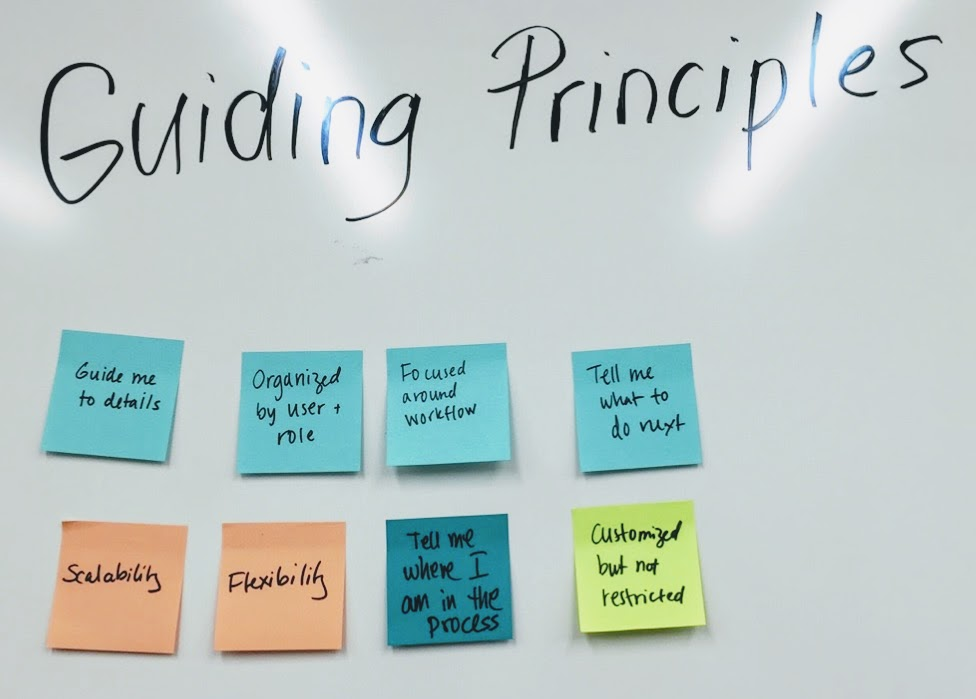 Guiding Principles
Guide me
to details
Organized
by user +
role
Focused
around
workflow
Tell me
what to
do next
Scalability
Flexibility
Tell me
where I
am in the
process
Customized
but not
restricted